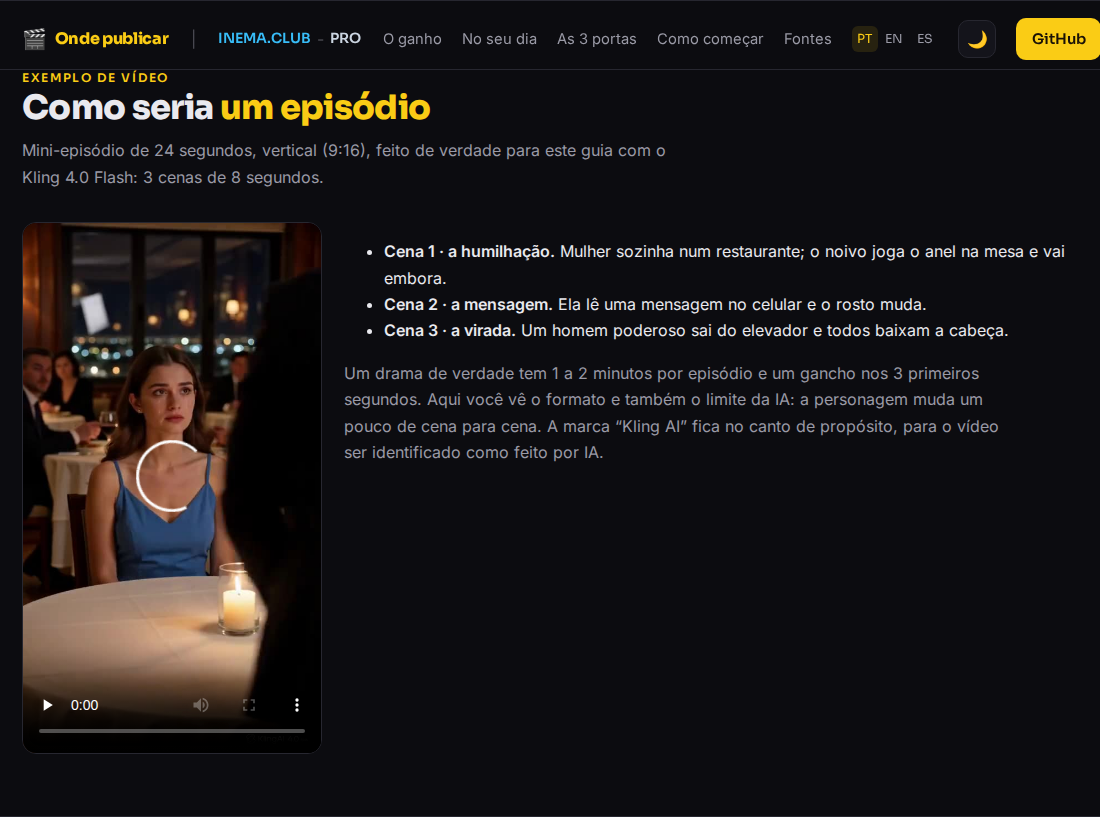 Onde publicar
INEMA.CLUB - PRO
O ganho
No seu dia
As 3 portas
Como começar
Fontes
PT
EN
ES
GitHub
EXEMPLO DE VÍDEO
Como seria um episódio
Mini-episódio de 24 segundos, vertical (9:16), feito de verdade para este guia com o
Kling 4.0 Flash: 3 cenas de 8 segundos.
• Cena 1 · a humilhação. Mulher sozinha num restaurante; o noivo joga o anel na mesa e vai
embora.
• Cena 2 · a mensagem. Ela lê uma mensagem no celular e o rosto muda.
• Cena 3 · a virada. Um homem poderoso sai do elevador e todos baixam a cabeça.
Um drama de verdade tem 1 a 2 minutos por episódio e um gancho nos 3 primeiros
segundos. Aqui você vê o formato e também o limite da IA: a personagem muda um
pouco de cena para cena. A marca “Kling AI” fica no canto de propósito, para o vídeo
ser identificado como feito por IA.
0:00